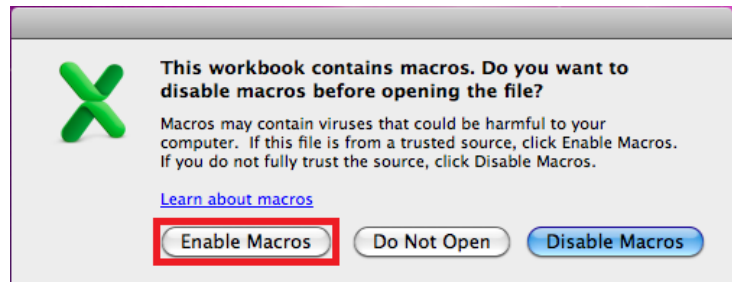 This workbook contains macros. Do you want to
disable macros before opening the file?
Macros may contain viruses that could be harmful to your
computer.  If this file is from a trusted source, click Enable Macros.
If you do not fully trust the source, click Disable Macros.
Learn about macros
Enable Macros Do Not Open Disable Macros